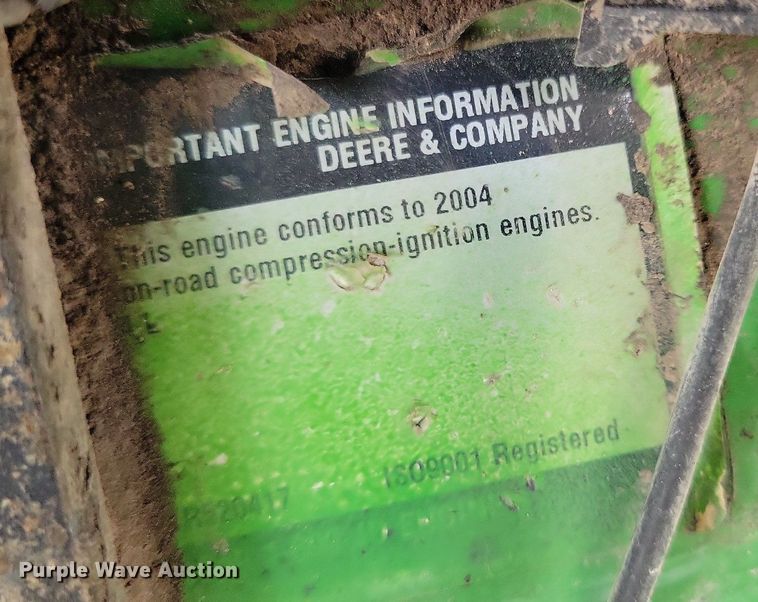 IMPORTANT ENGINE INFORMATION
DEERE & COMPANY
This engine conforms to 2004
on-road compression-ignition engines.
ISO9001 Registered
Purple Wave Auction